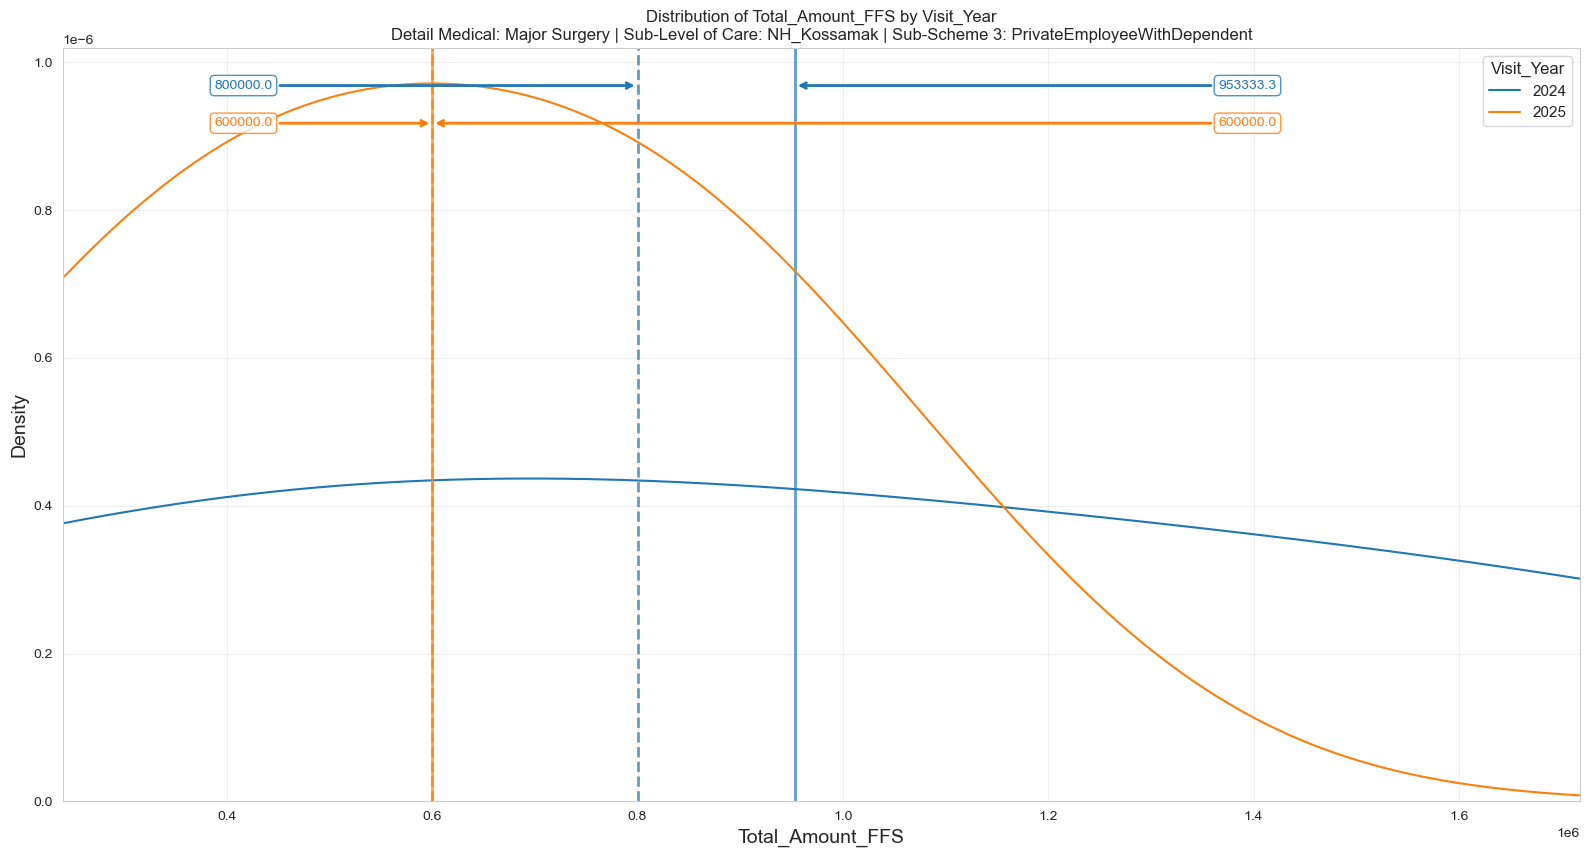 Distribution of Total_Amount_FFS by Visit_Year
Detail Medical: Major Surgery | Sub-Level of Care: NH_Kossamak | Sub-Scheme 3: PrivateEmployeeWithDependent
1e−6
1.0
0.8
0.6
0.4
0.2
0.0
Density
800000.0
953333.3
600000.0
600000.0
Visit_Year
2024
2025
0.4
0.6
0.8
1.0
1.2
1.4
1.6
1e6
Total_Amount_FFS